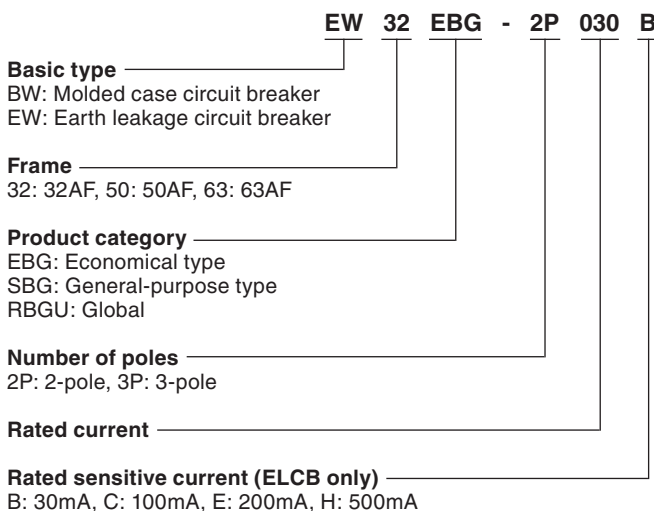 EW 32 EBG - 2P 030 B
Basic type
BW: Molded case circuit breaker
EW: Earth leakage circuit breaker
Frame
32: 32AF, 50: 50AF, 63: 63AF
Product category
EBG: Economical type
SBG: General-purpose type
RBGU: Global
Number of poles
2P: 2-pole, 3P: 3-pole
Rated current
Rated sensitive current (ELCB only)
B: 30mA, C: 100mA, E: 200mA, H: 500mA